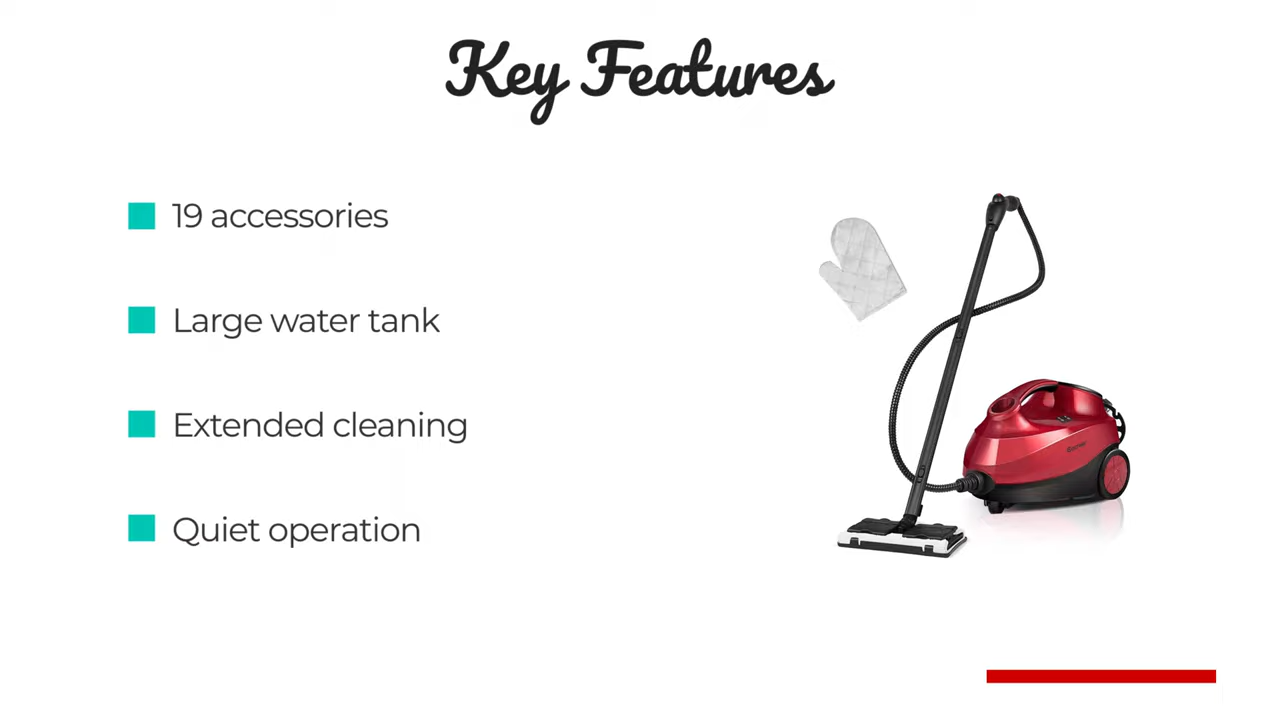 Key Features
19 accessories
Large water tank
Extended cleaning
Quiet operation